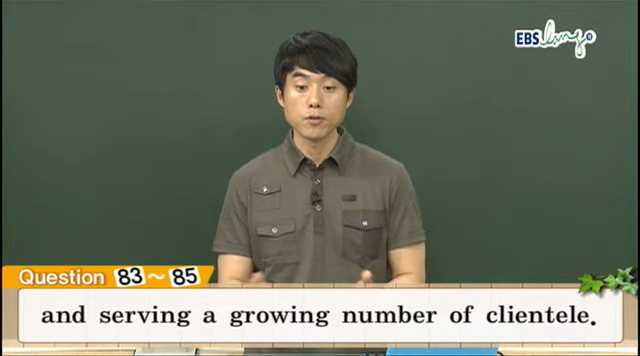 EBS lang
Question 83~85
and serving a growing number of clientele.